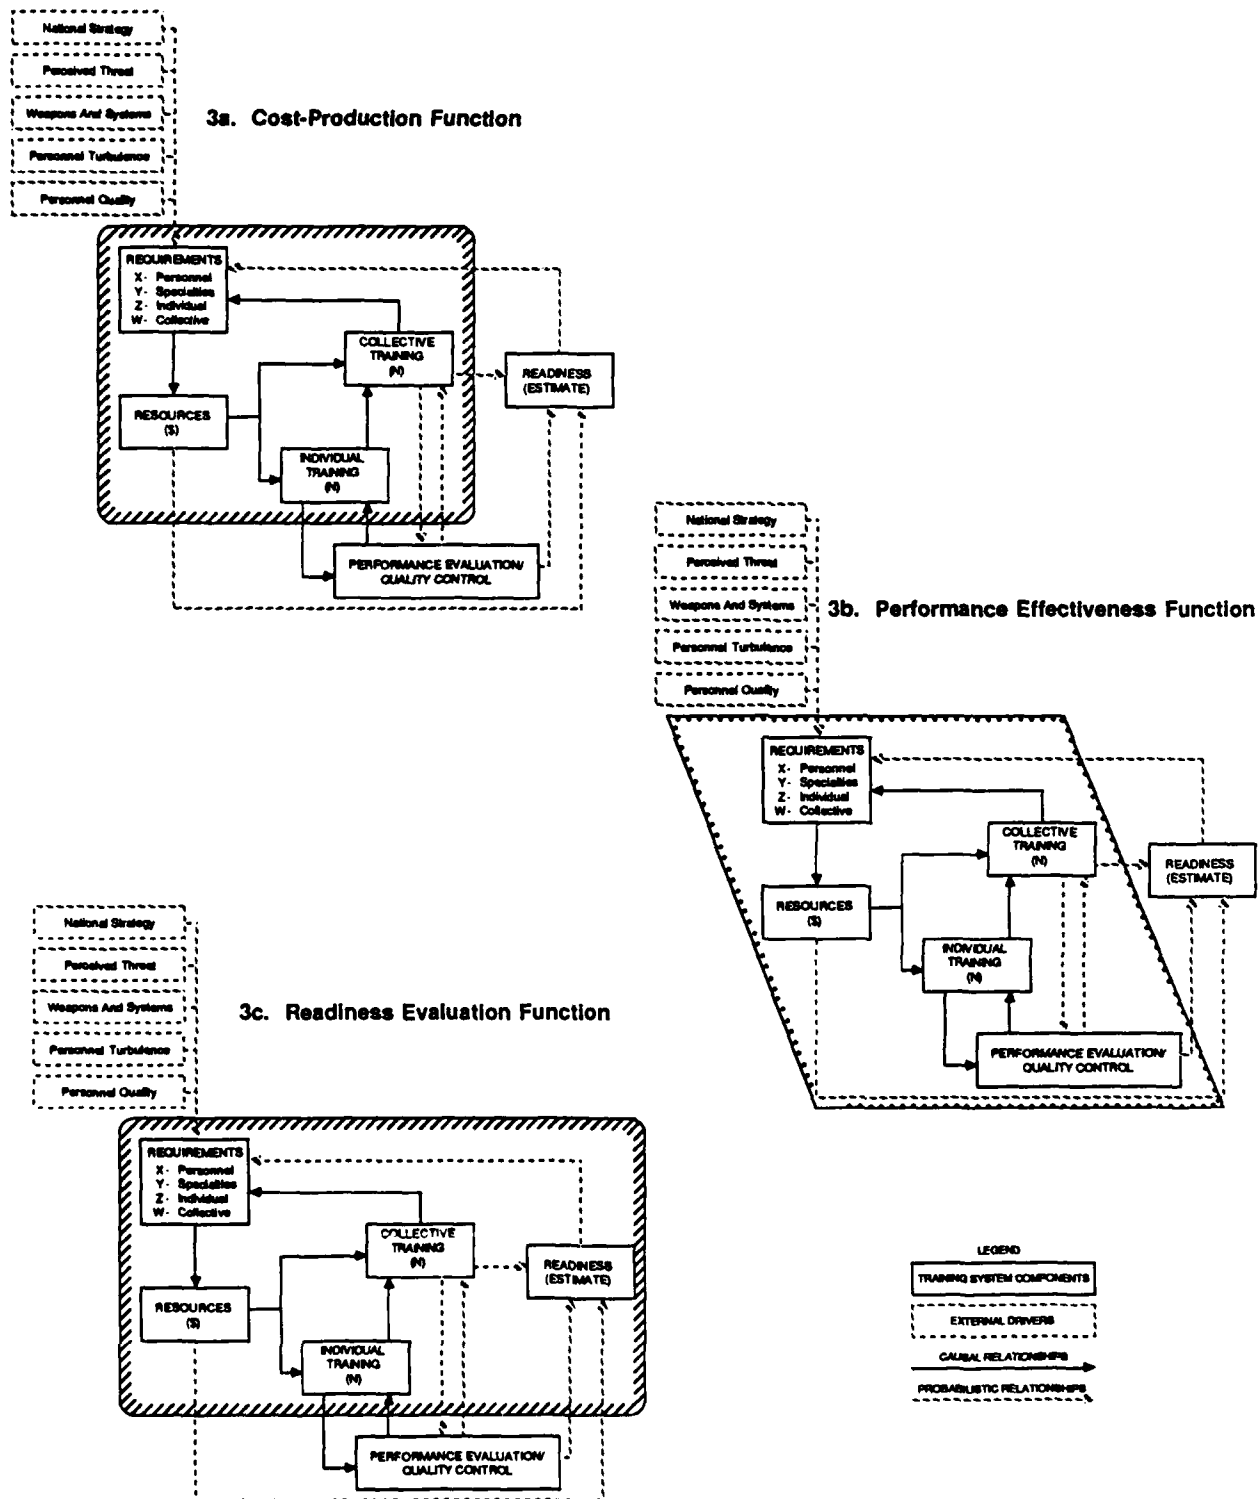 National Strategy
Perceived Threat
Weapons And Systems
Personnel Turbulence
Personnel Quality
3a. Cost-Production Function
REQUIREMENTS
X - Personnel
Y - Specialties
Z - Individual
W - Collective
COLLECTIVE
TRAINING
(N)
READINESS
(ESTIMATE)
RESOURCES
($)
INDIVIDUAL
TRAINING
(N)
PERFORMANCE EVALUATION/
QUALITY CONTROL
National Strategy
Perceived Threat
Weapons And Systems
Personnel Turbulence
Personnel Quality
3b. Performance Effectiveness Function
REQUIREMENTS
X - Personnel
Y - Specialties
Z - Individual
W - Collective
COLLECTIVE
TRAINING
(N)
READINESS
(ESTIMATE)
RESOURCES
($)
INDIVIDUAL
TRAINING
(N)
PERFORMANCE EVALUATION/
QUALITY CONTROL
National Strategy
Perceived Threat
Weapons And Systems
Personnel Turbulence
Personnel Quality
3c. Readiness Evaluation Function
REQUIREMENTS
X - Personnel
Y - Specialties
Z - Individual
W - Collective
COLLECTIVE
TRAINING
(N)
READINESS
(ESTIMATE)
RESOURCES
($)
INDIVIDUAL
TRAINING
(N)
PERFORMANCE EVALUATION/
QUALITY CONTROL
LEGEND
TRAINING SYSTEM COMPONENTS
EXTERNAL DRIVERS
CAUSAL RELATIONSHIPS
PROBABILISTIC RELATIONSHIPS